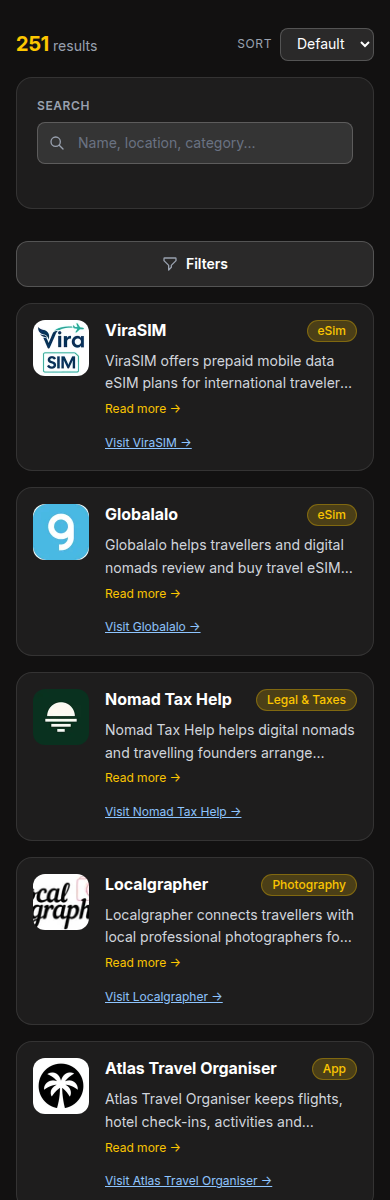 251 results
SORT Default
SEARCH
Name, location, category...
Filters
Vira
SIM
ViraSIM
eSim
ViraSIM offers prepaid mobile data
eSIM plans for international traveler...
Read more →
Visit ViraSIM →
9
Globalalo
eSim
Globalalo helps travellers and digital
nomads review and buy travel eSIM...
Read more →
Visit Globalalo →
Nomad Tax Help
Legal & Taxes
Nomad Tax Help helps digital nomads
and travelling founders arrange...
Read more →
Visit Nomad Tax Help →
ocal
graph
Localgrapher
Photography
Localgrapher connects travellers with
local professional photographers fo...
Read more →
Visit Localgrapher →
Atlas Travel Organiser
App
Atlas Travel Organiser keeps flights,
hotel check-ins, activities and...
Read more →
Visit Atlas Travel Organiser →